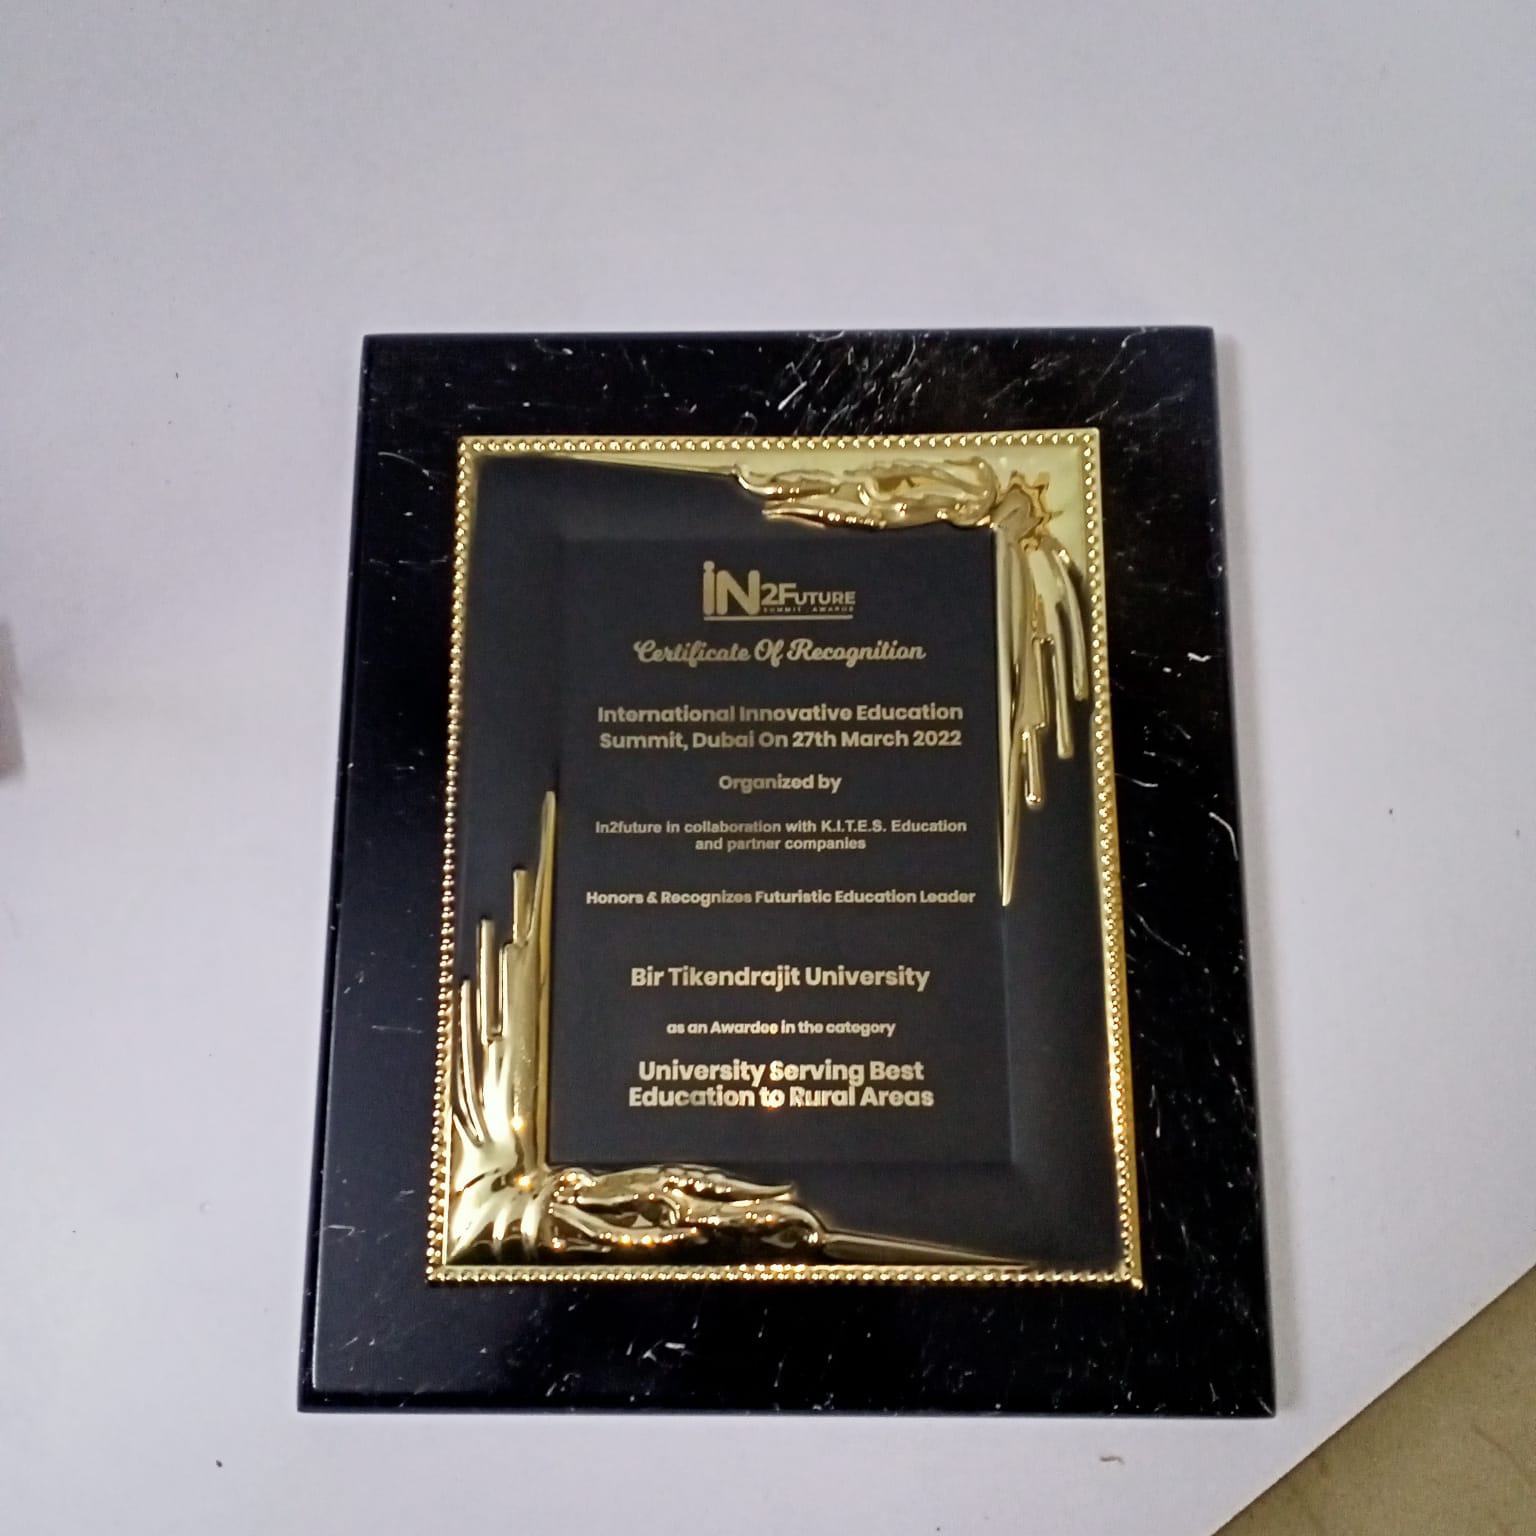 iN2FUTURE
SUMMIT . AWARDS
Certificate Of Recognition
International Innovative Education
Summit, Dubai On 27th March 2022
Organized by
In2future in collaboration with K.I.T.E.S. Education
and partner companies
Honors & Recognizes Futuristic Education Leader
Bir Tikendrajit University
as an Awardee in the category
University Serving Best
Education to Rural Areas